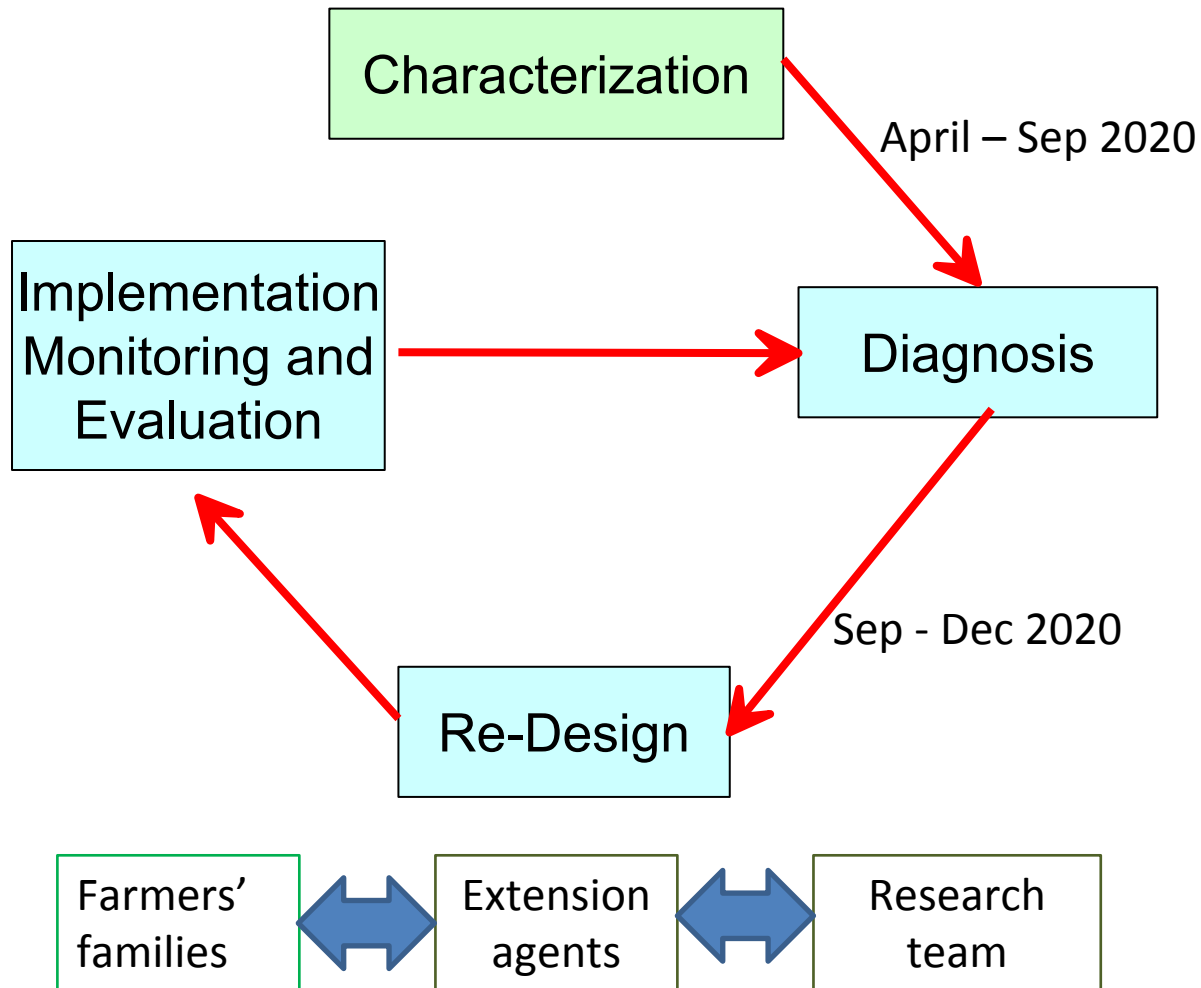 Characterization
April – Sep 2020
Implementation
Monitoring and
Evaluation
Diagnosis
Sep - Dec 2020
Re-Design
Farmers’
families
Extension
agents
Research
team